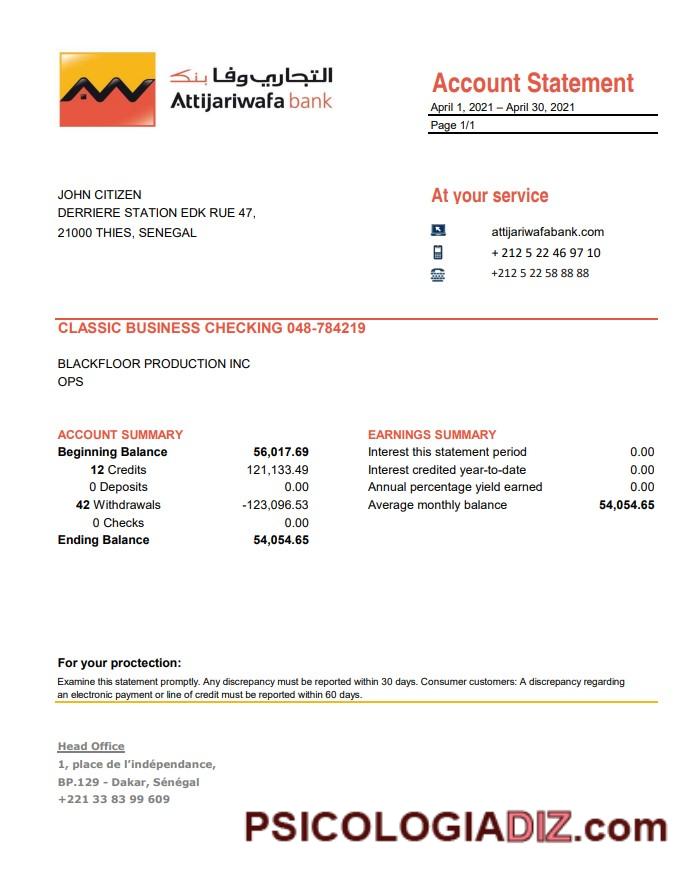 التجاري وفا بنك
Attijariwafa bank
Account Statement
April 1, 2021 – April 30, 2021
Page 1/1
JOHN CITIZEN
DERRIERE STATION EDK RUE 47,
21000 THIES, SENEGAL
At your service
attijariwafabank.com
+ 212 5 22 46 97 10
+212 5 22 58 88 88
CLASSIC BUSINESS CHECKING 048-784219
BLACKFLOOR PRODUCTION INC
OPS
ACCOUNT SUMMARY
Beginning Balance 56,017.69
12 Credits 121,133.49
0 Deposits 0.00
42 Withdrawals -123,096.53
0 Checks 0.00
Ending Balance 54,054.65
EARNINGS SUMMARY
Interest this statement period 0.00
Interest credited year-to-date 0.00
Annual percentage yield earned 0.00
Average monthly balance 54,054.65
For your proctection:
Examine this statement promptly. Any discrepancy must be reported within 30 days. Consumer customers: A discrepancy regarding
an electronic payment or line of credit must be reported within 60 days.
Head Office
1, place de l’indépendance,
BP.129 - Dakar, Sénégal
+221 33 83 99 609
PSICOLOGIADIZ.com